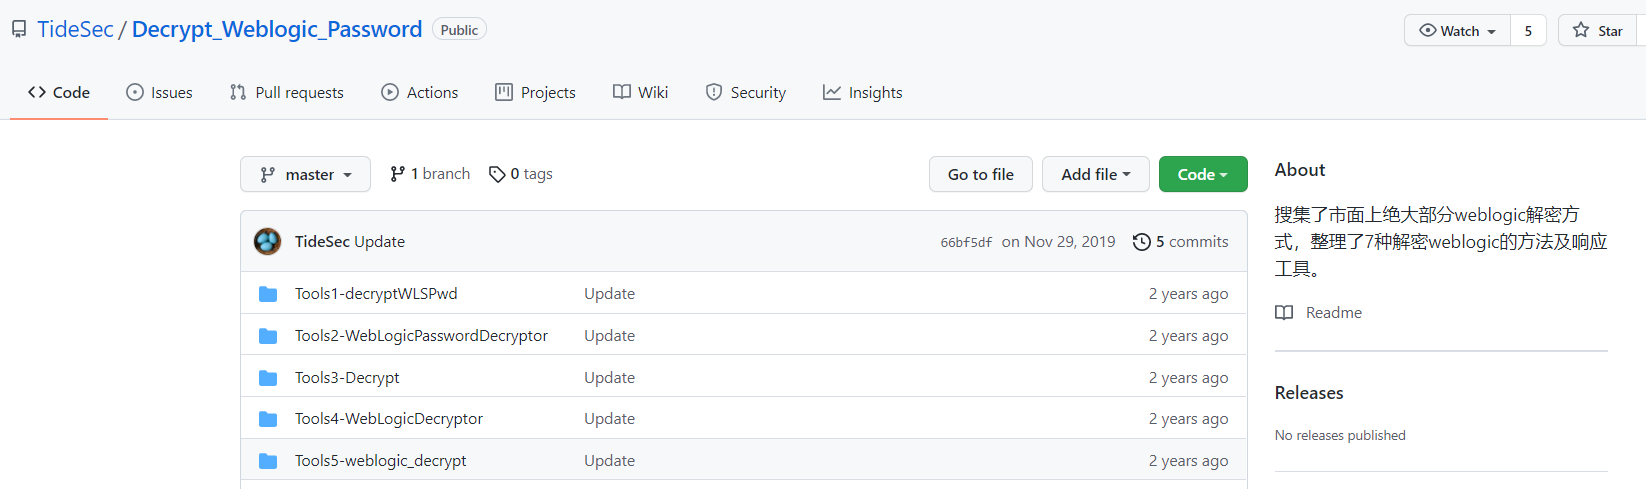 TideSec / Decrypt_Weblogic_Password Public
Watch 5 Star
Code Issues Pull requests Actions Projects Wiki Security Insights
master 1 branch 0 tags Go to file Add file Code
TideSec Update 66bf5df on Nov 29, 2019 5 commits
Tools1-decryptWLSPwd Update 2 years ago
Tools2-WebLogicPasswordDecryptor Update 2 years ago
Tools3-Decrypt Update 2 years ago
Tools4-WebLogicDecryptor Update 2 years ago
Tools5-weblogic_decrypt Update 2 years ago
About
搜集了市面上绝大部分weblogic解密方
式，整理了7种解密weblogic的方法及响应
工具。
Readme
Releases
No releases published